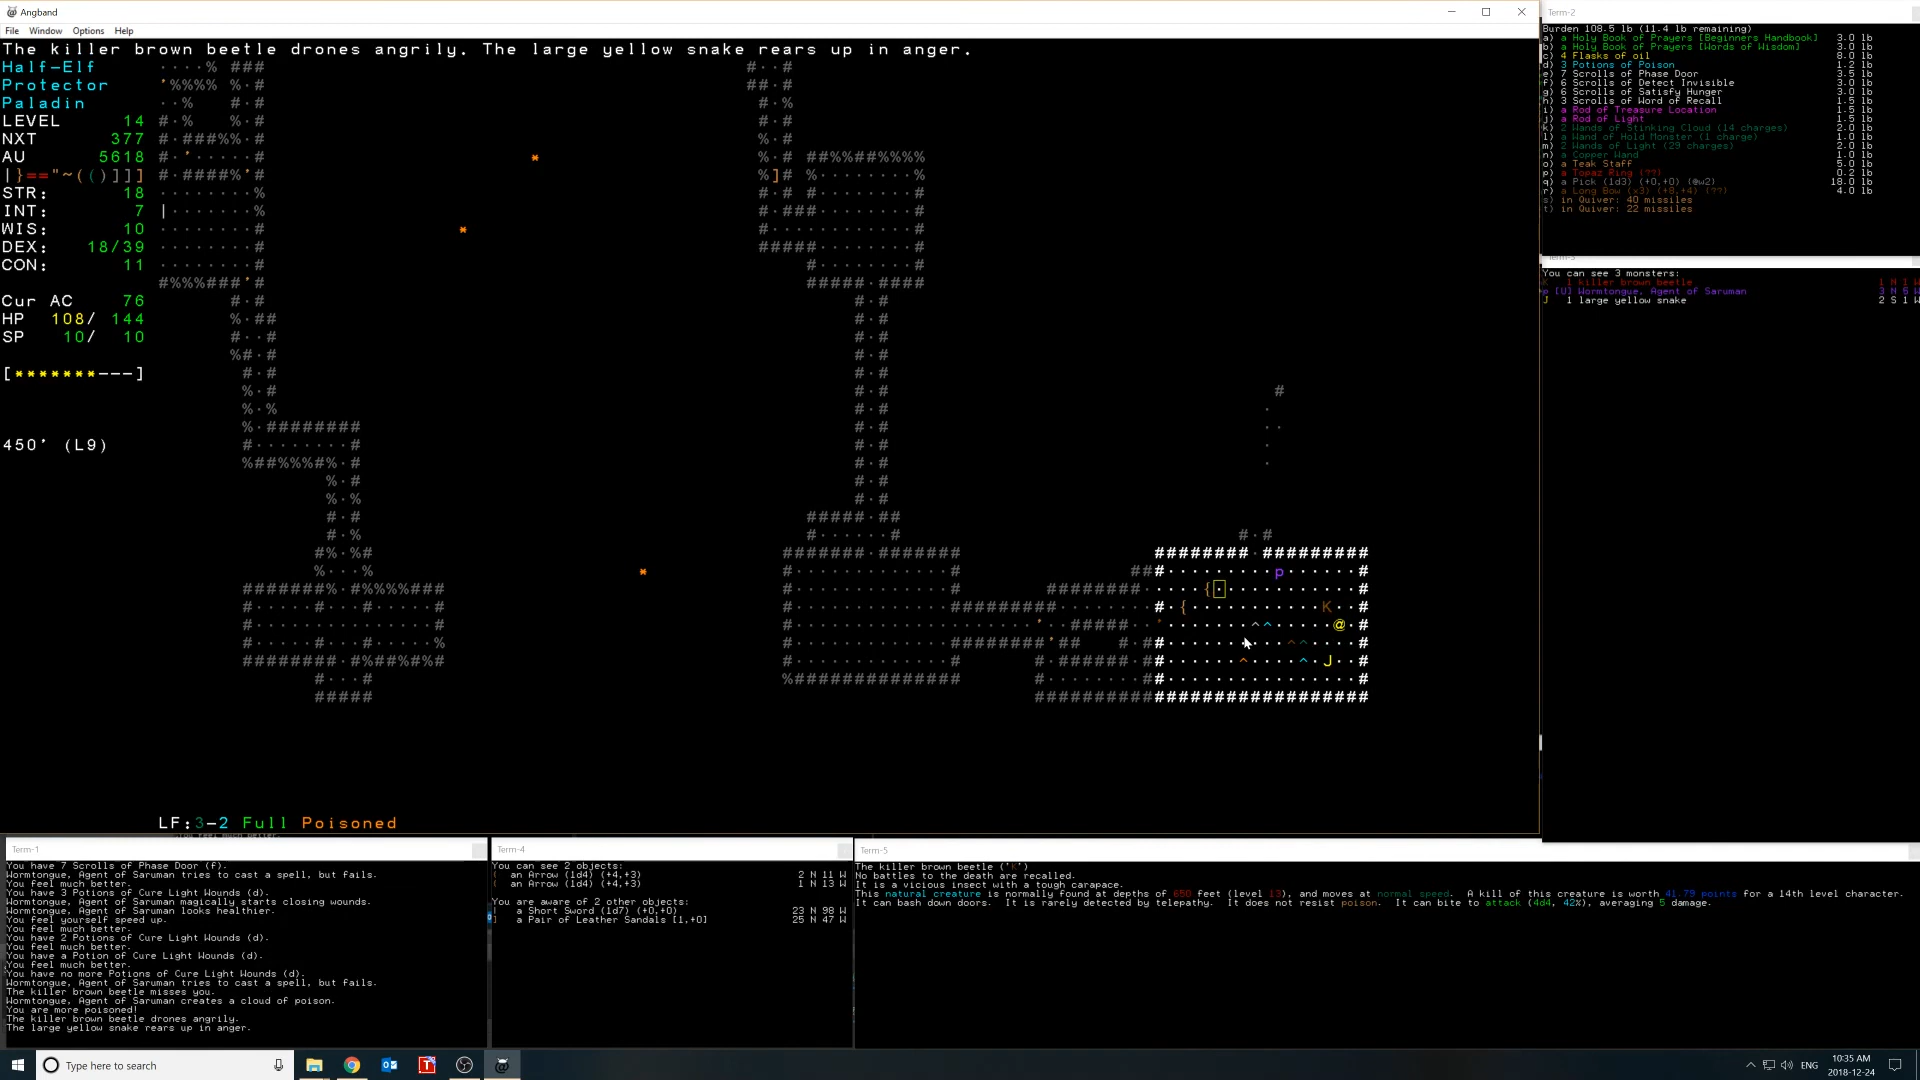 Angband
File Window Options Help
The killer brown beetle drones angrily. The large yellow snake rears up in anger.
Half-Elf
Protector
Paladin
LEVEL 14
NXT 377
AU 5618
STR: 18
INT: 7
WIS: 10
DEX: 18/39
CON: 11
Cur AC 76
HP 108/ 144
SP 10/ 10
[*******---]
450' (L9)
LF:3-2 Full Poisoned
Term-2
Burden 108.5 lb (11.4 lb remaining)
a) a Holy Book of Prayers [Beginners Handbook] 3.0 lb
b) a Holy Book of Prayers [Words of Wisdom] 3.0 lb
c) 4 Flasks of oil 8.0 lb
d) 3 Potions of Poison 1.2 lb
e) 7 Scrolls of Phase Door 3.5 lb
f) 6 Scrolls of Detect Invisible 3.0 lb
g) 6 Scrolls of Satisfy Hunger 3.0 lb
h) 3 Scrolls of Word of Recall 1.5 lb
i) a Rod of Treasure Location 1.5 lb
j) a Rod of Light 1.5 lb
k) 2 Wands of Stinking Cloud (14 charges) 2.0 lb
l) a Wand of Hold Monster (1 charge) 1.0 lb
m) 2 Wands of Light (29 charges) 2.0 lb
n) a Copper Wand 1.0 lb
o) a Teak Staff 5.0 lb
p) a Topaz Ring (??) 0.2 lb
q) a Pick (1d3) (+0,+0) (@w2) 18.0 lb
r) a Long Bow (x3) (+8,+4) (??) 4.0 lb
s) in Quiver: 40 missiles
t) in Quiver: 22 missiles
You can see 3 monsters:
K 1 killer brown beetle 1 N 1 W
p [U] Wormtongue, Agent of Saruman 3 N 5 W
J 1 large yellow snake 2 S 1 W
Term-1
You have 7 Scrolls of Phase Door (f).
Wormtongue, Agent of Saruman tries to cast a spell, but fails.
You feel much better.
You have 3 Potions of Cure Light Wounds (d).
Wormtongue, Agent of Saruman magically starts closing wounds.
Wormtongue, Agent of Saruman looks healthier.
You feel yourself speed up.
You feel much better.
You have 2 Potions of Cure Light Wounds (d).
You feel much better.
You have a Potion of Cure Light Wounds (d).
You feel much better.
You have no more Potions of Cure Light Wounds (d).
Wormtongue, Agent of Saruman tries to cast a spell, but fails.
The killer brown beetle misses you.
Wormtongue, Agent of Saruman creates a cloud of poison.
You are more poisoned!
The killer brown beetle drones angrily.
The large yellow snake rears up in anger.
Term-4
You can see 2 objects:
{ an Arrow (1d4) (+4,+3) 2 N 11 W
{ an Arrow (1d4) (+4,+3) 1 N 13 W
You are aware of 2 other objects:
| a Short Sword (1d7) (+0,+0) 23 N 98 W
] a Pair of Leather Sandals [1,+0] 25 N 47 W
Term-5
The killer brown beetle ('K')
No battles to the death are recalled.
It is a vicious insect with a tough carapace.
This natural creature is normally found at depths of 650 feet (level 13), and moves at normal speed. A kill of this creature is worth 41.79 points for a 14th level character.
It can bash down doors. It is rarely detected by telepathy. It does not resist poison. It can bite to attack (4d4, 42%), averaging 5 damage.
Type here to search
ENG
10:35 AM
2018-12-24